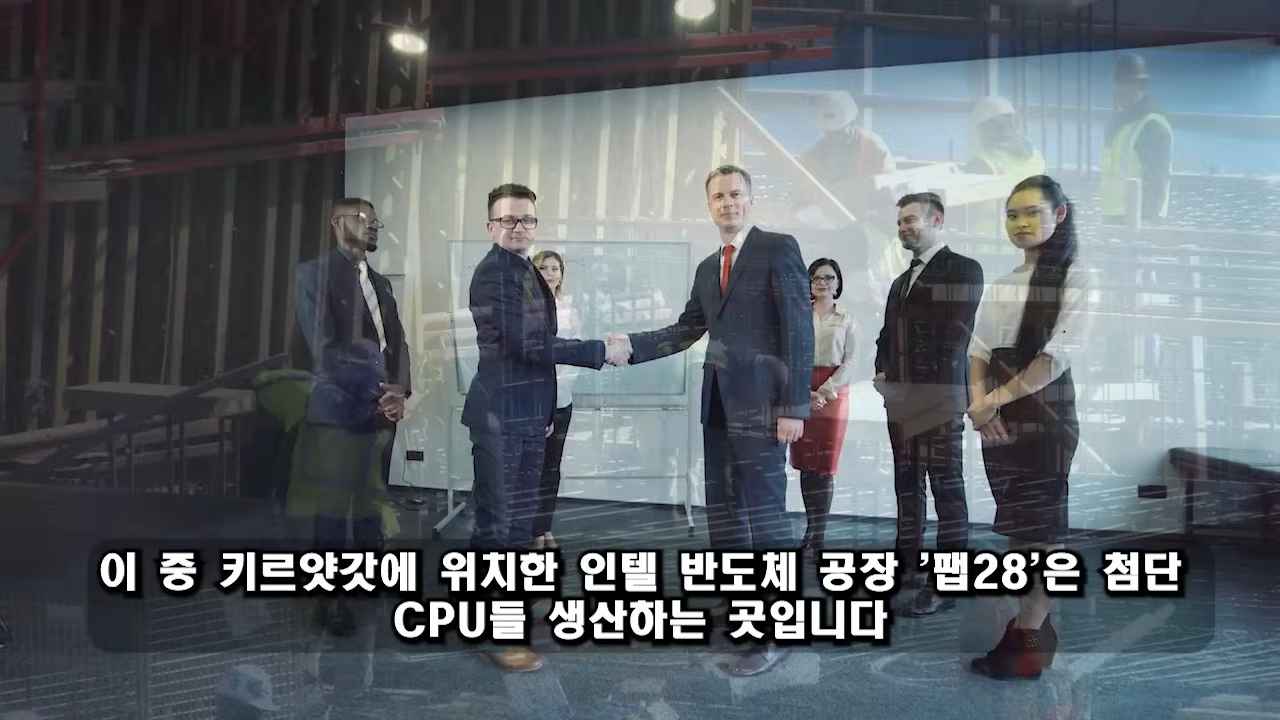 이 중 키르얏갓에 위치한 인텔 반도체 공장 '팹28'은 첨단
CPU들 생산하는 곳입니다